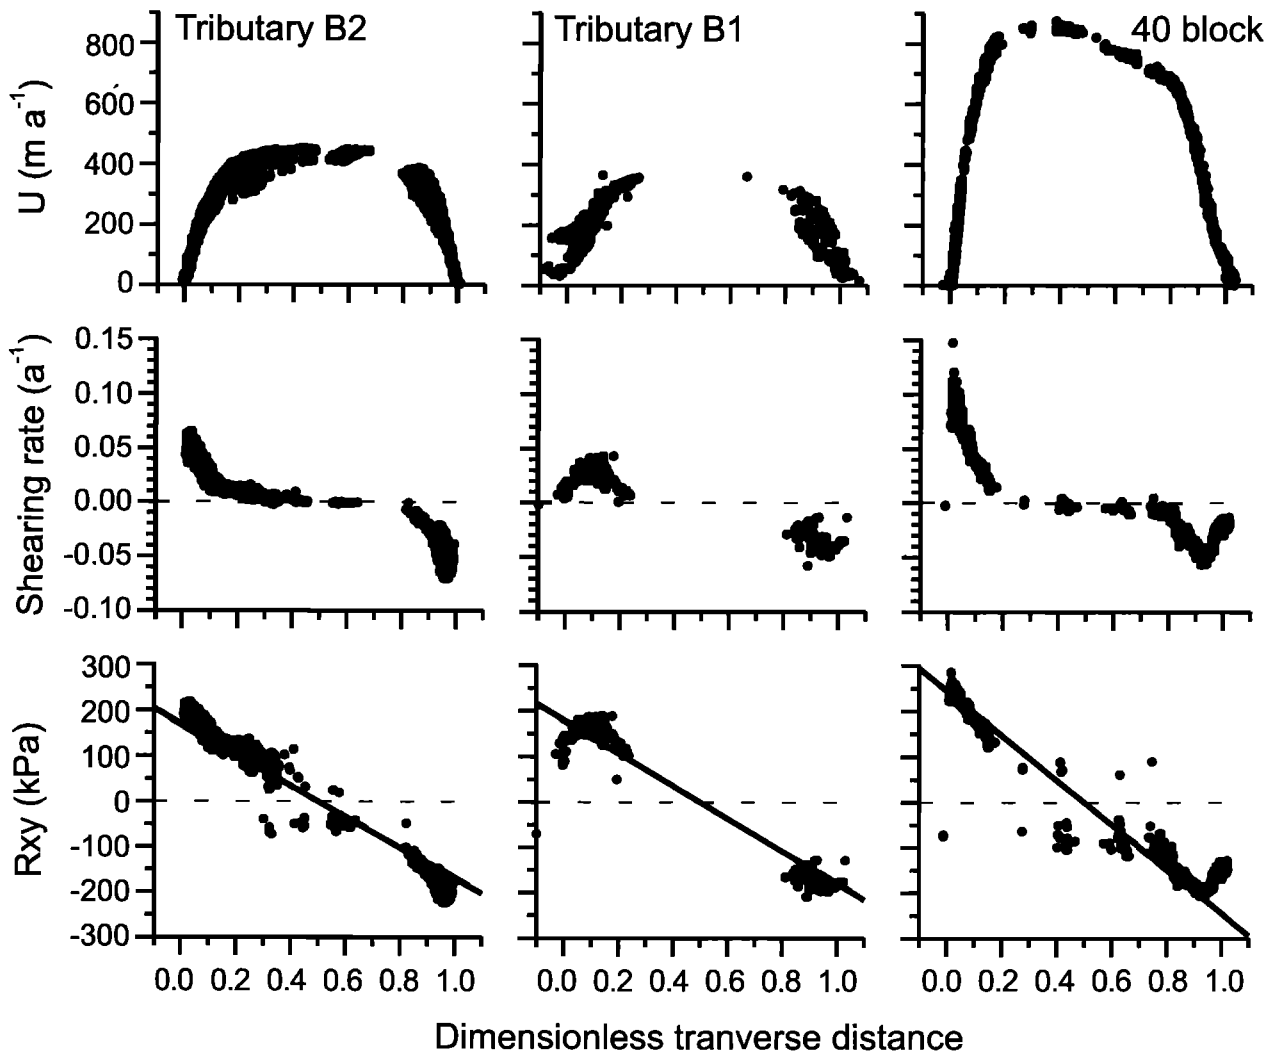 Tributary B2
Tributary B1
40 block
U (m a-1)
800
600
400
200
0
Shearing rate (a-1)
0.15
0.10
0.05
0.00
-0.05
-0.10
Rxy (kPa)
300
200
100
0
-100
-200
-300
0.0 0.2 0.4 0.6 0.8 1.0
0.0 0.2 0.4 0.6 0.8 1.0
0.0 0.2 0.4 0.6 0.8 1.0
Dimensionless tranverse distance